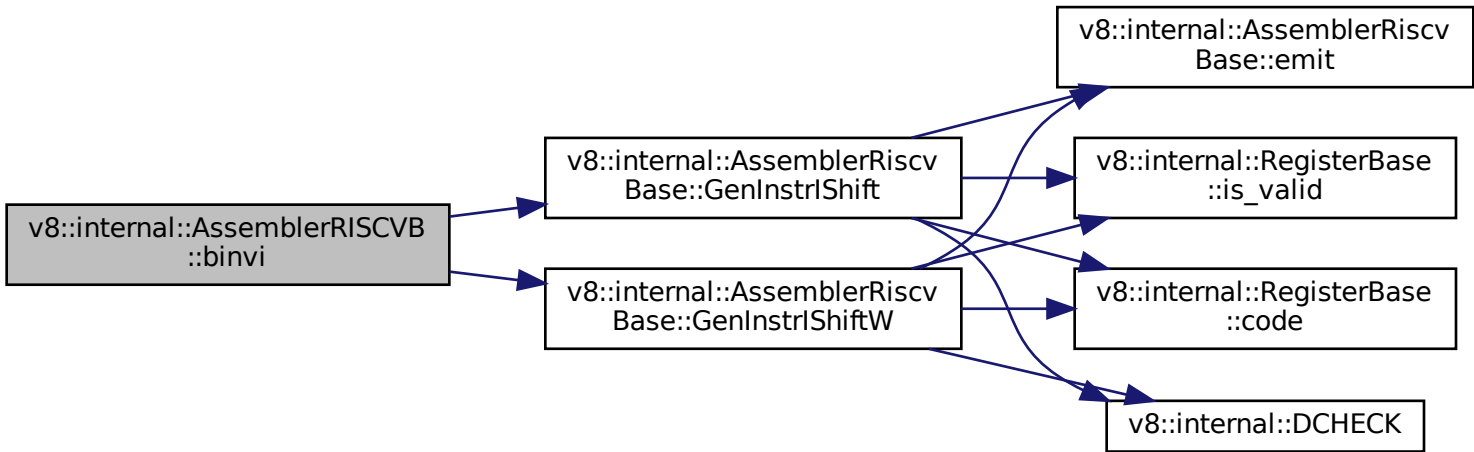 v8::internal::AssemblerRISCVB
::binvi
v8::internal::AssemblerRiscv
Base::GenInstrIShift
v8::internal::AssemblerRiscv
Base::GenInstrIShiftW
v8::internal::AssemblerRiscv
Base::emit
v8::internal::RegisterBase
::is_valid
v8::internal::RegisterBase
::code
v8::internal::DCHECK